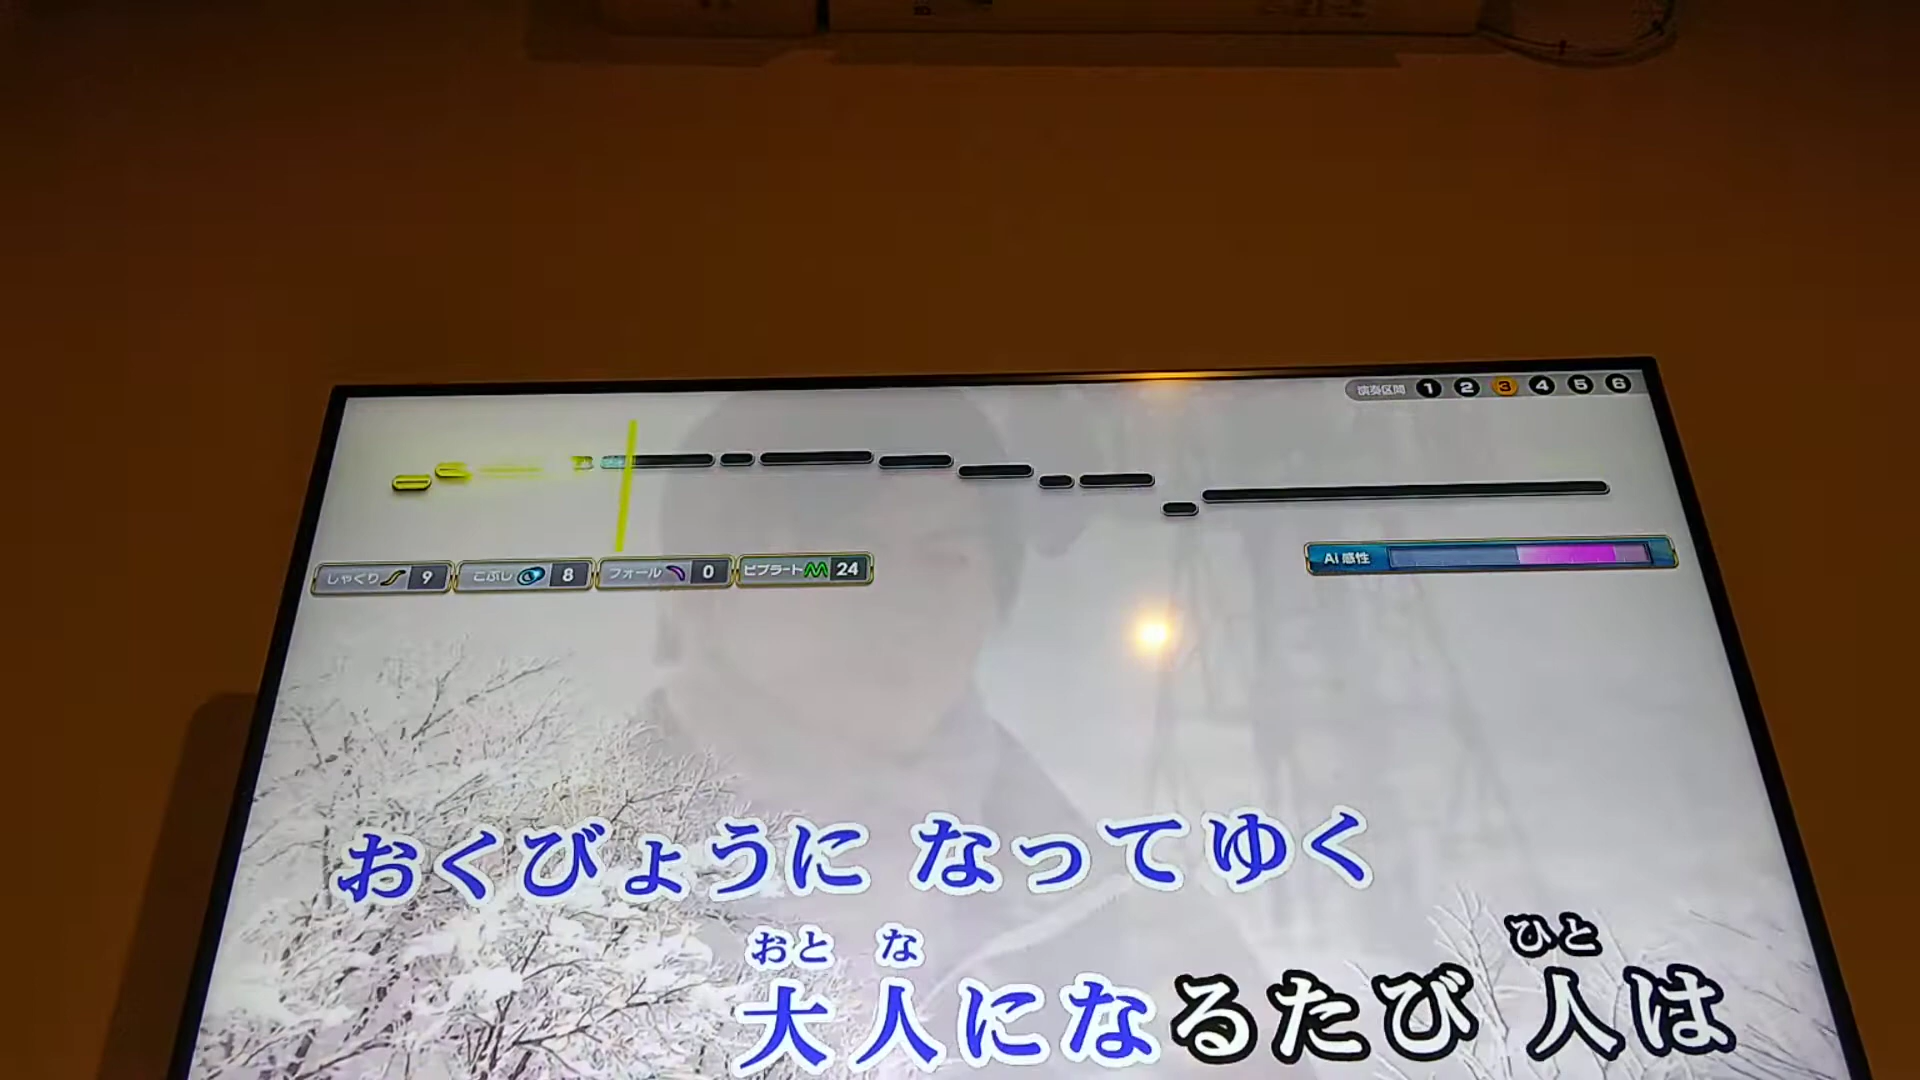 演奏区間 1 2 3 4 5 6
しゃくり 9 こぶし 8 フォール 0 ビブラート 24
AI 感性
おくびょうに なってゆく
おとな ひと
大人になるたび 人は